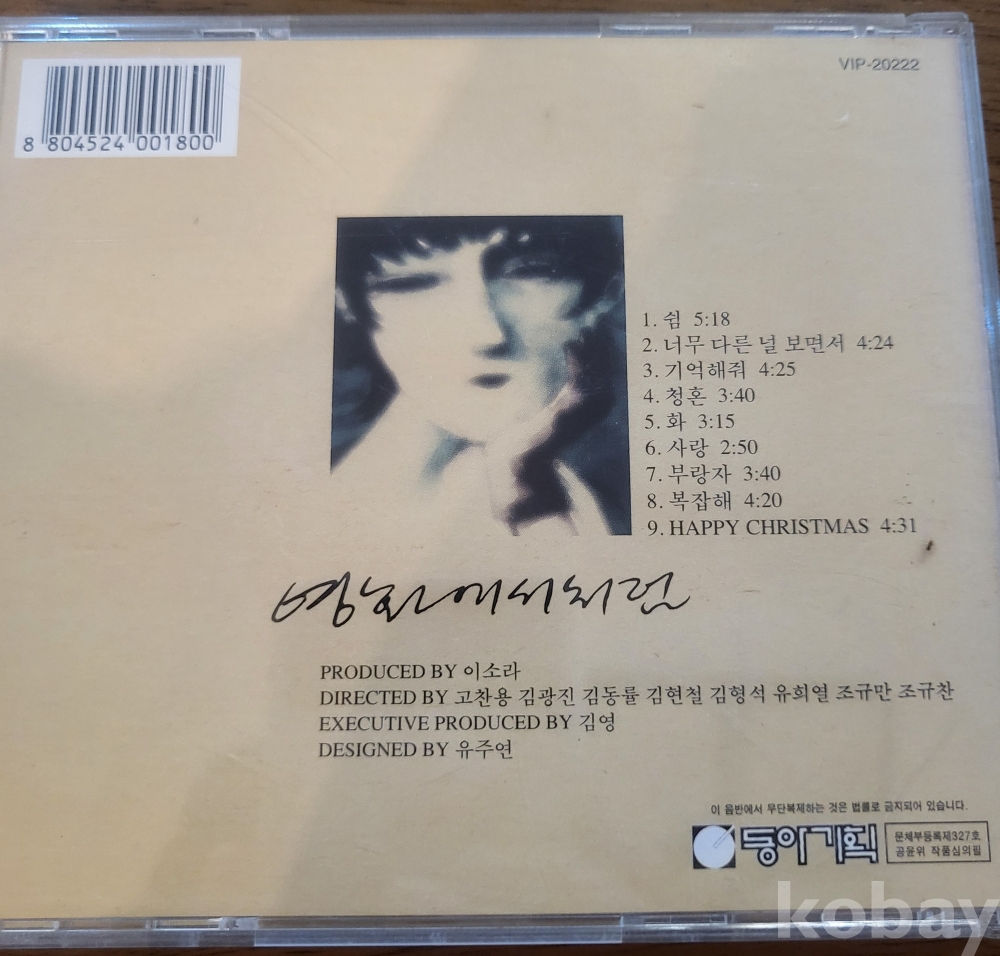 VIP-20222
8 804524 001800
1. 쉼 5:18
2. 너무 다른 널 보면서 4:24
3. 기억해줘 4:25
4. 청혼 3:40
5. 화 3:15
6. 사랑 2:50
7. 부랑자 3:40
8. 복잡해 4:20
9. HAPPY CHRISTMAS 4:31
영화에서처럼
PRODUCED BY 이소라
DIRECTED BY 고찬용 김광진 김동률 김현철 김형석 유희열 조규만 조규찬
EXECUTIVE PRODUCED BY 김영
DESIGNED BY 유주연
이 음반에서 무단복제하는 것은 법률로 금지되어 있습니다.
동아기획
문체부등록제327호
공윤위 작품심의필
kobay